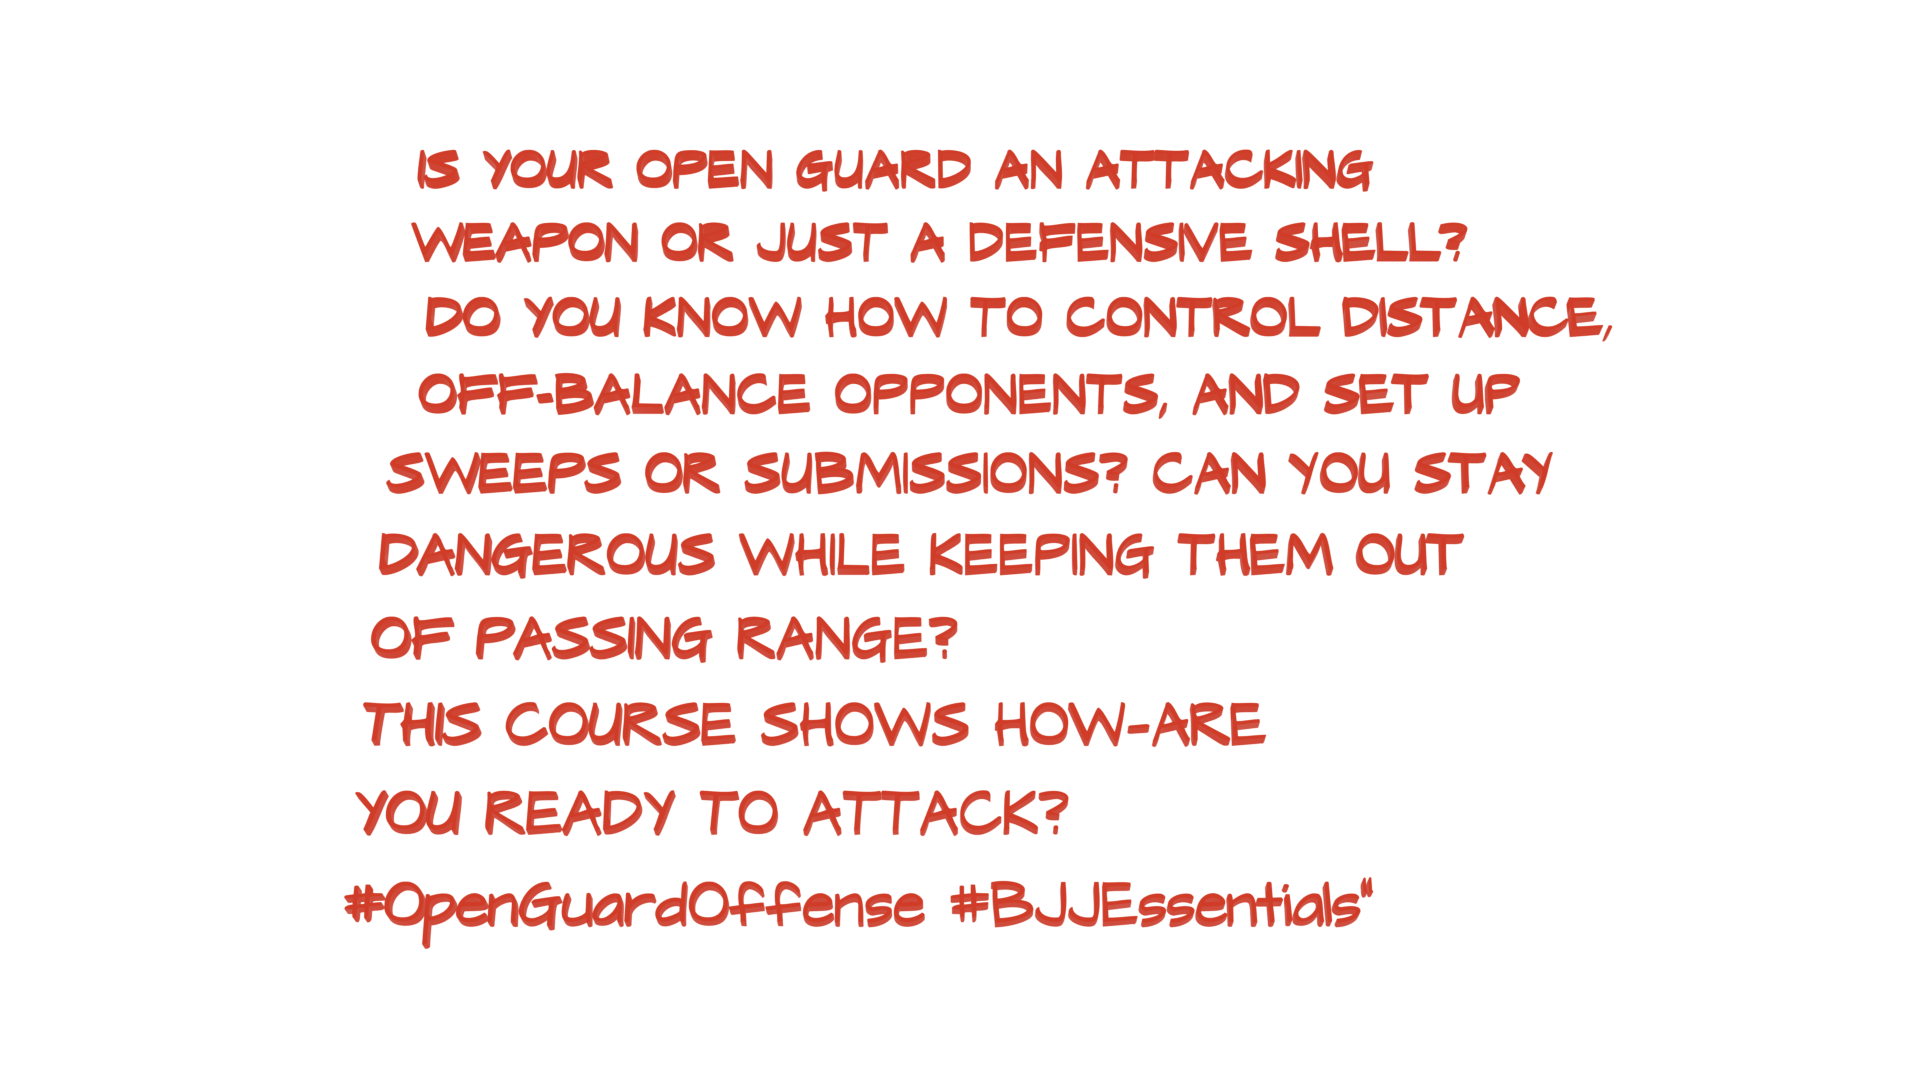 IS YOUR OPEN GUARD AN ATTACKING
WEAPON OR JUST A DEFENSIVE SHELL?
DO YOU KNOW HOW TO CONTROL DISTANCE,
OFF-BALANCE OPPONENTS, AND SET UP
SWEEPS OR SUBMISSIONS? CAN YOU STAY
DANGEROUS WHILE KEEPING THEM OUT
OF PASSING RANGE?
THIS COURSE SHOWS HOW-ARE
YOU READY TO ATTACK?
#OpenGuardOffense #BJJEssentials“